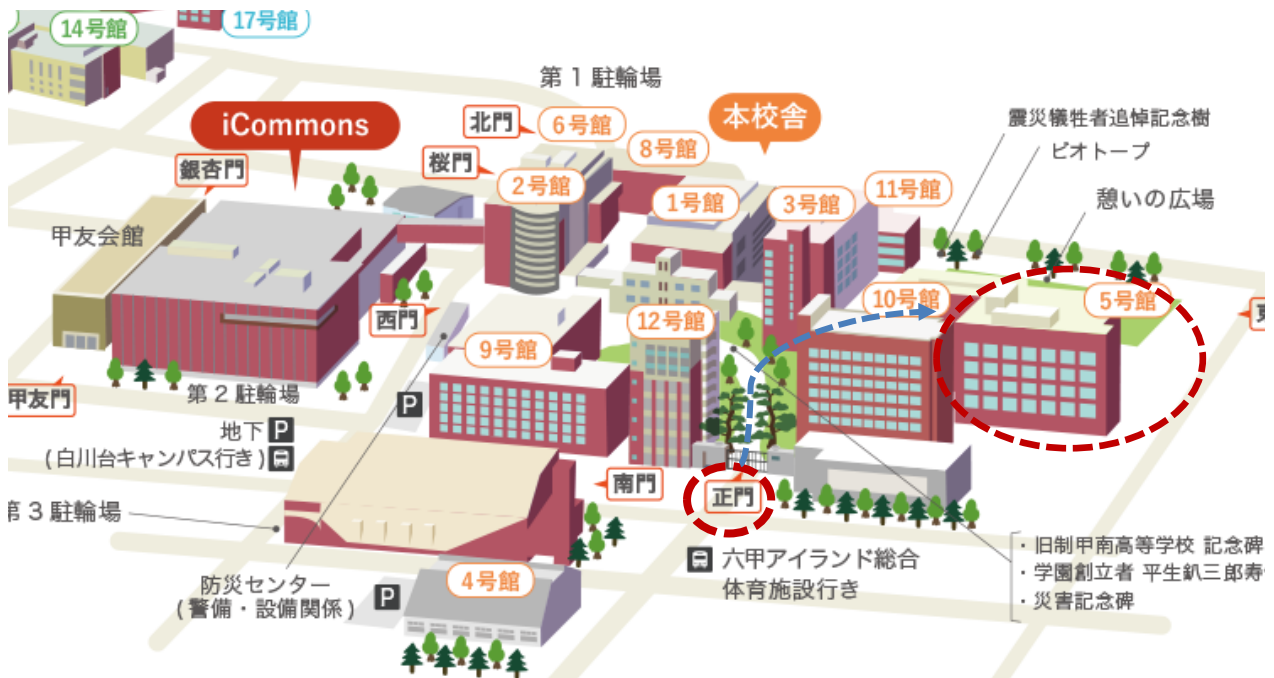 14号館
17号館
第1駐輪場
iCommons
北門
6号館
本校舎
震災犠牲者追悼記念樹
桜門
8号館
ビオトープ
銀杏門
2号館
1号館
3号館
11号館
憩いの広場
甲友会館
西門
12号館
10号館
5号館
9号館
甲友門
第2駐輪場
P
地下 P
(白川台キャンパス行き)
南門
正門
第3駐輪場
六甲アイランド総合
体育施設行き
・旧制甲南高等学校 記念碑
・学園創立者 平生釟三郎寿
・災害記念碑
防災センター
(警備・設備関係)
P
4号館